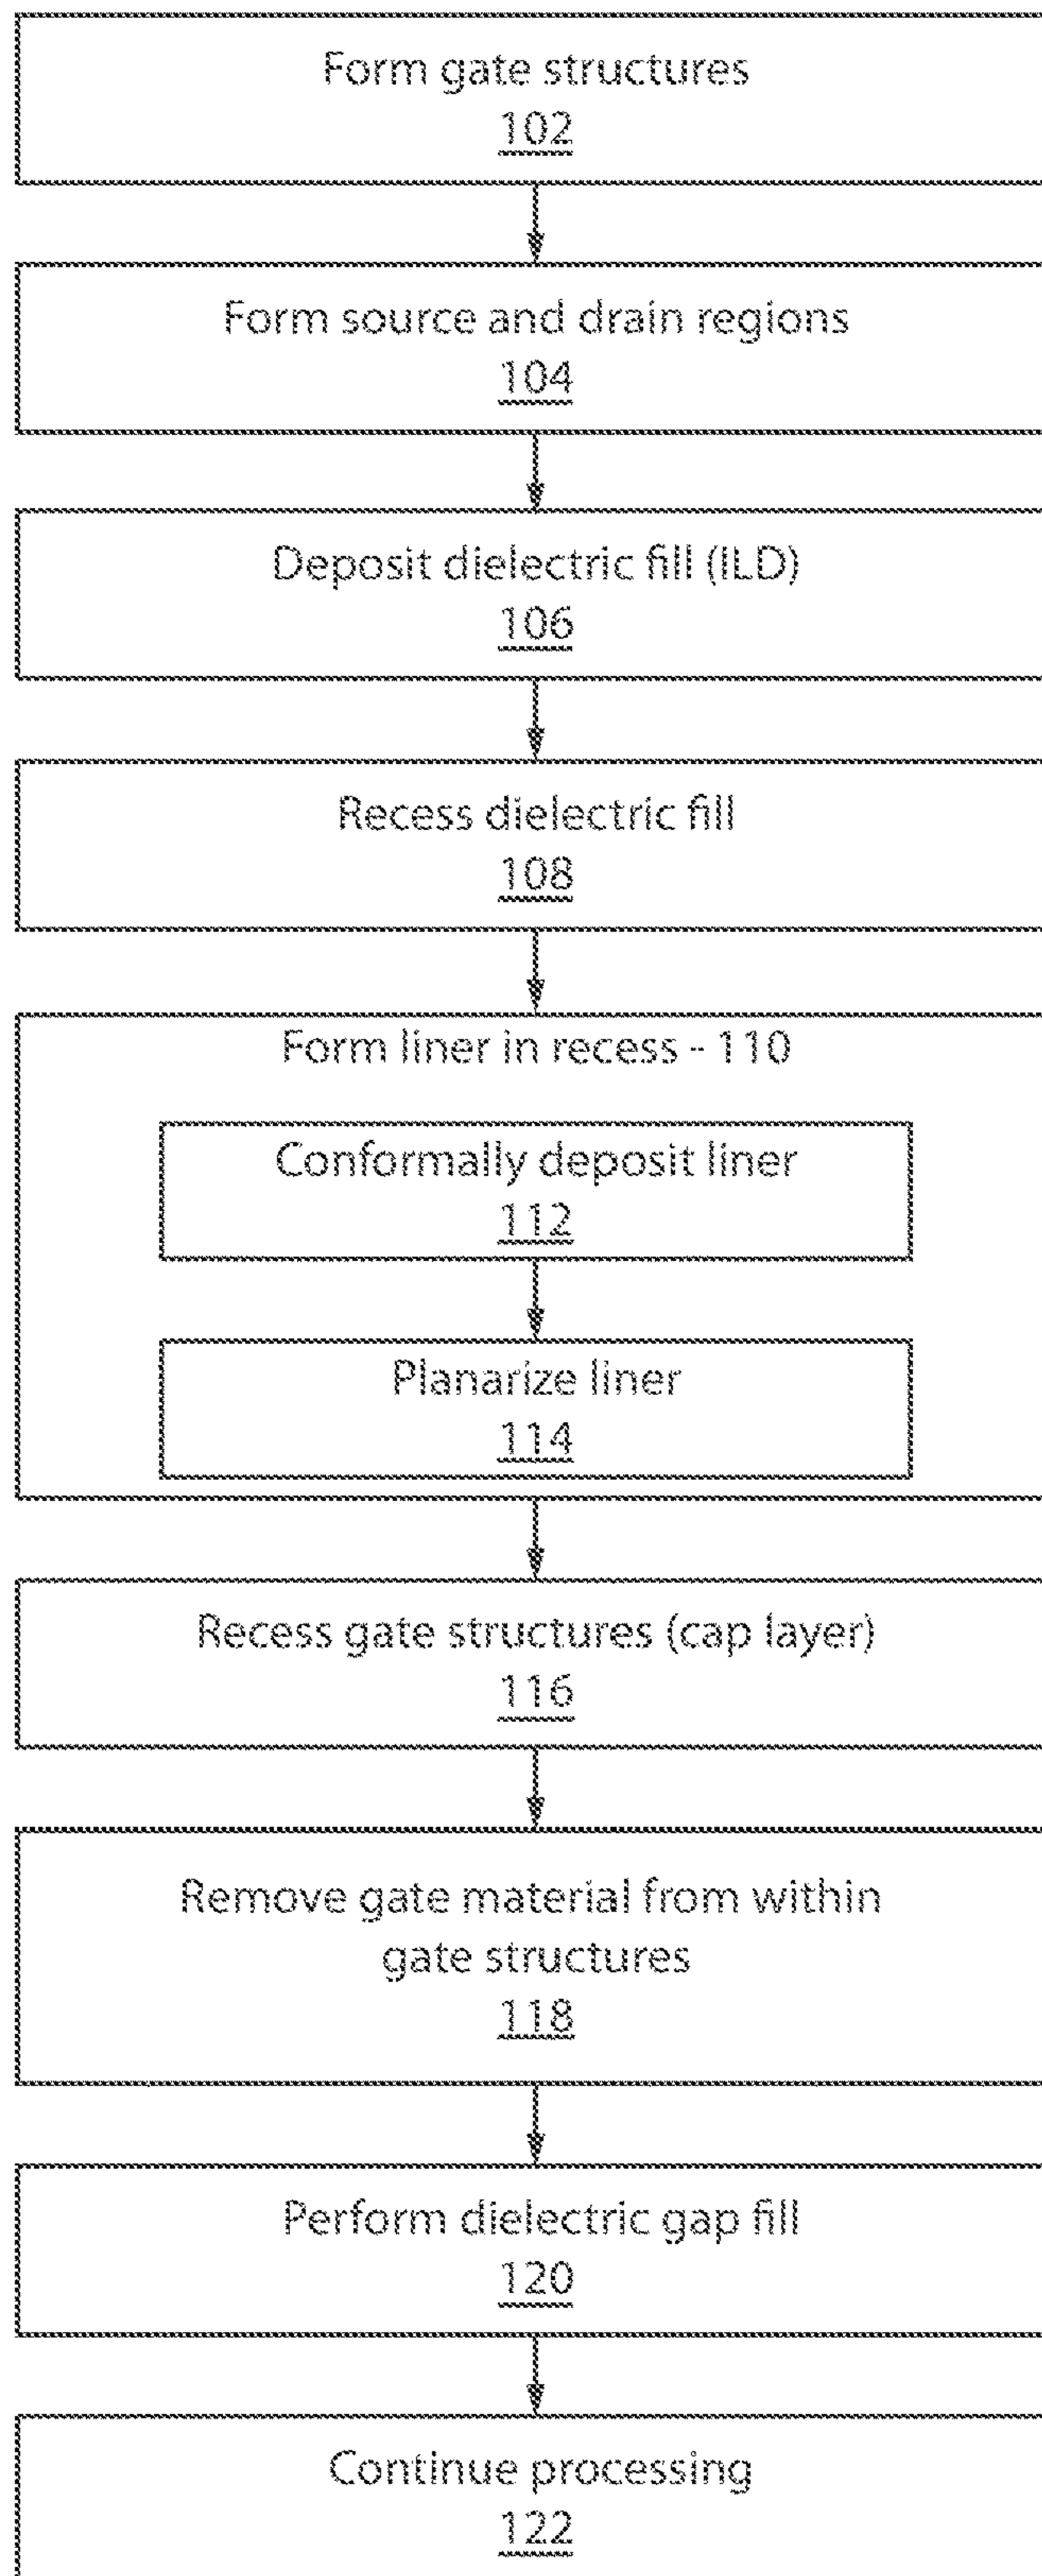 Form gate structures
102
Form source and drain regions
104
Deposit dielectric fill (ILD)
106
Recess dielectric fill
108
Form liner in recess - 110
Conformally deposit liner
112
Planarize liner
114
Recess gate structures (cap layer)
116
Remove gate material from within
gate structures
118
Perform dielectric gap fill
120
Continue processing
122